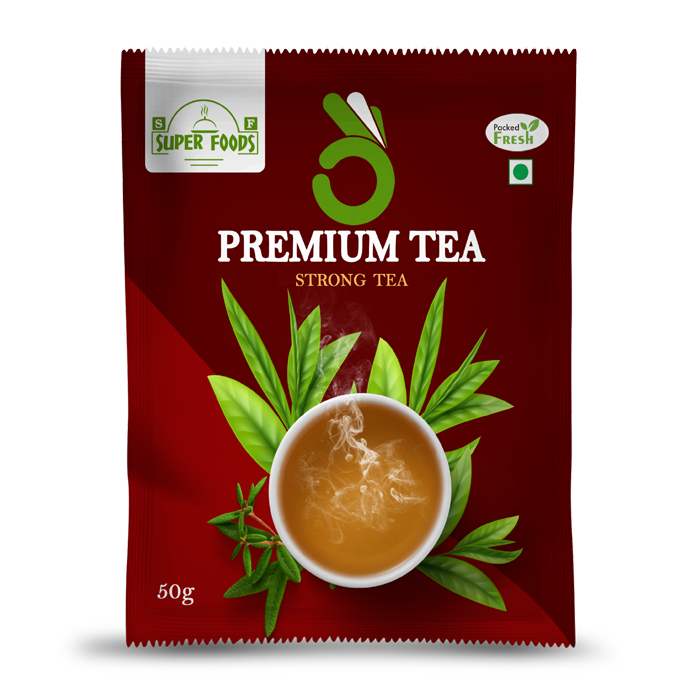 S F
SUPER FOODS
Packed
FRESH
PREMIUM TEA
STRONG TEA
50g